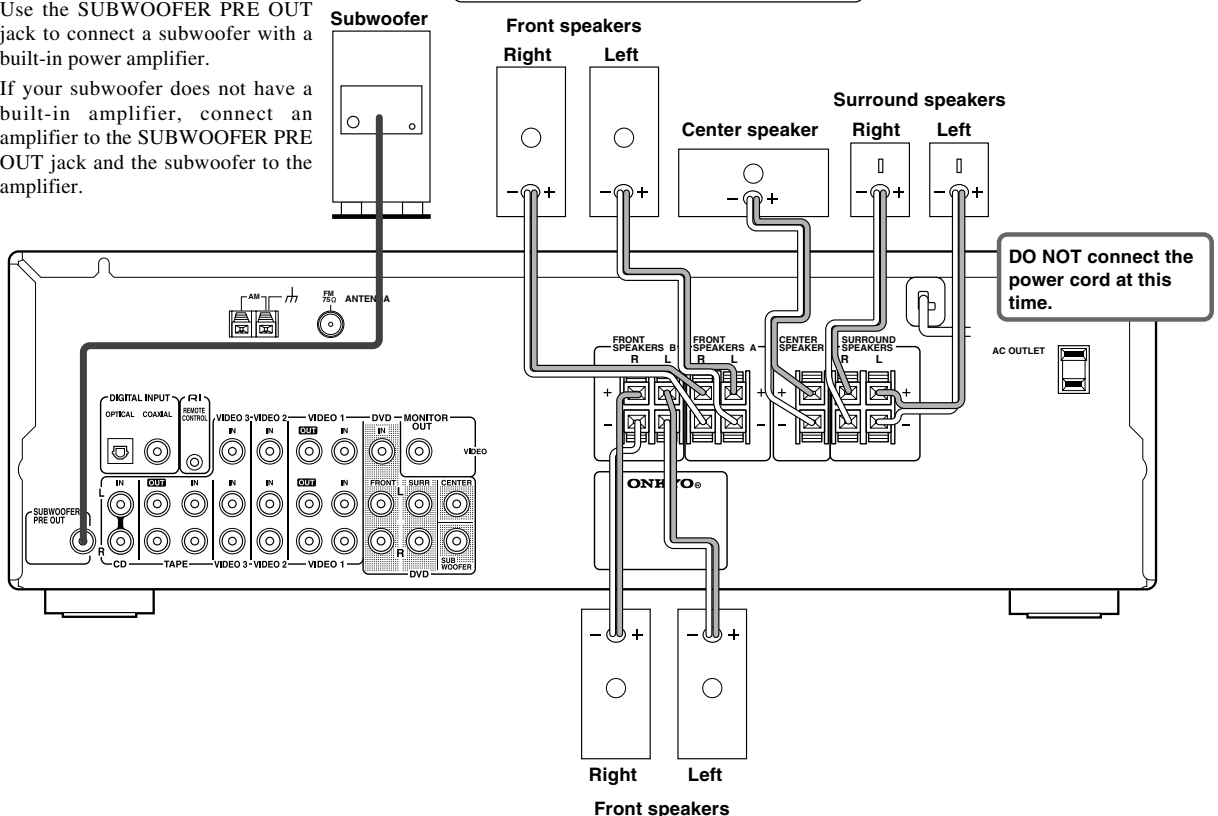 Use the SUBWOOFER PRE OUT
jack to connect a subwoofer with a
built-in power amplifier.
If your subwoofer does not have a
built-in amplifier, connect an
amplifier to the SUBWOOFER PRE
OUT jack and the subwoofer to the
amplifier.
Subwoofer
Front speakers
Right Left
Center speaker
Surround speakers
Right Left
- + - + - + - + - +
DO NOT connect the
power cord at this
time.
AM
FM
75Ω
ANTENNA
FRONT
SPEAKERS B
R L
FRONT
SPEAKERS A
R L
CENTER
SPEAKER
SURROUND
SPEAKERS
R L
+ + + +
- - - -
AC OUTLET
DIGITAL INPUT
OPTICAL COAXIAL
RI
REMOTE
CONTROL
VIDEO 3 VIDEO 2 VIDEO 1 DVD MONITOR
OUT
IN IN OUT IN IN
VIDEO
IN OUT IN IN IN OUT IN FRONT SURR CENTER
L L
SUBWOOFER
PRE OUT
R R
SUB
WOOFER
CD TAPE VIDEO 3 VIDEO 2 VIDEO 1 DVD
ONKYO®
- + - +
Right Left
Front speakers